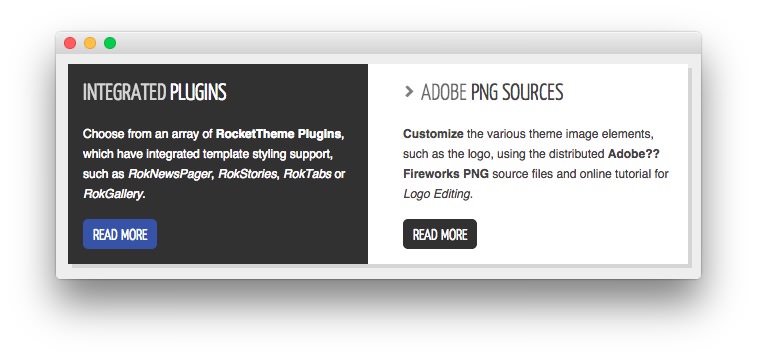 INTEGRATED PLUGINS
Choose from an array of RocketTheme Plugins,
which have integrated template styling support,
such as RokNewsPager, RokStories, RokTabs or
RokGallery.
READ MORE
ADOBE PNG SOURCES
Customize the various theme image elements,
such as the logo, using the distributed Adobe??
Fireworks PNG source files and online tutorial for
Logo Editing.
READ MORE